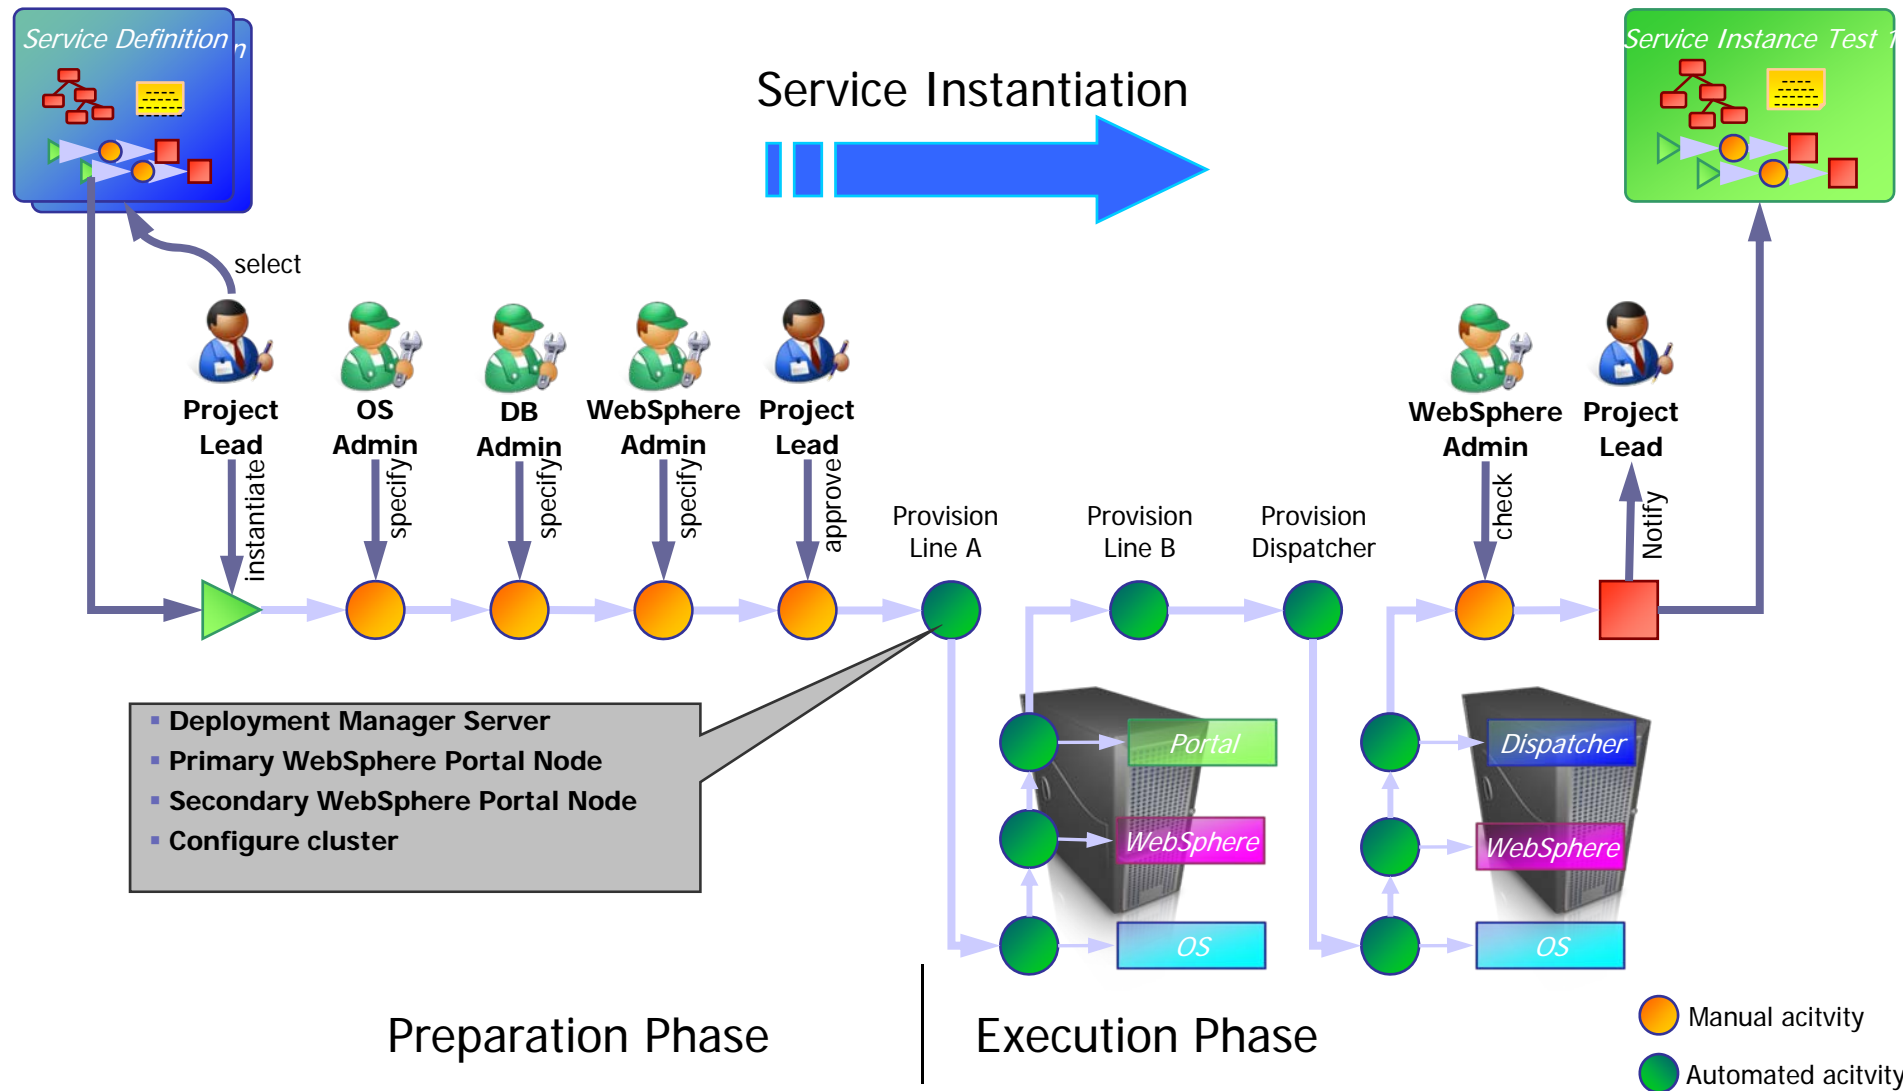 Service Definition
n
Service Instantiation
Service Instance Test 1
select
Project
Lead
OS
Admin
DB
Admin
WebSphere
Admin
Project
Lead
WebSphere
Admin
Project
Lead
instantiate
specify
specify
specify
approve
check
Notify
Provision
Line A
Provision
Line B
Provision
Dispatcher
▪ Deployment Manager Server
▪ Primary WebSphere Portal Node
▪ Secondary WebSphere Portal Node
▪ Configure cluster
Portal
WebSphere
OS
Dispatcher
WebSphere
OS
Preparation Phase
Execution Phase
Manual acitvity
Automated acitvity